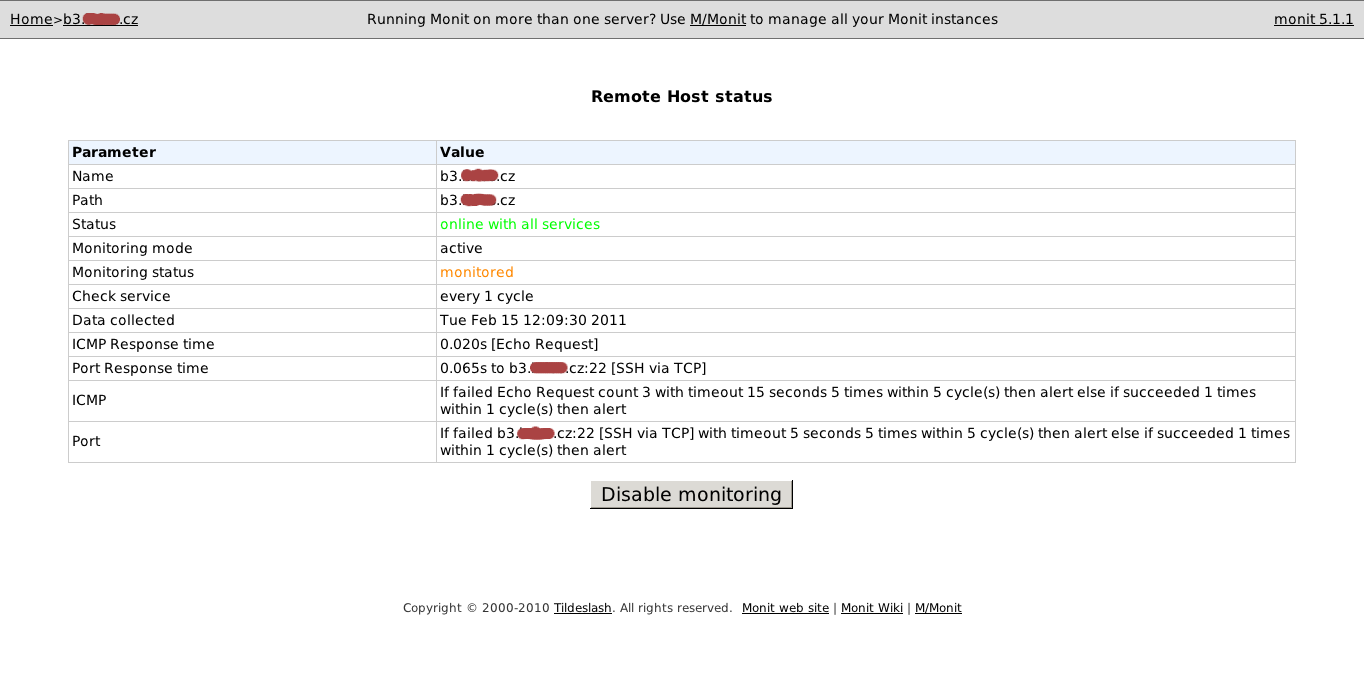 Home>b3. .cz Running Monit on more than one server? Use M/Monit to manage all your Monit instances monit 5.1.1
Remote Host status
Parameter Value
Name b3. .cz
Path b3. .cz
Status online with all services
Monitoring mode active
Monitoring status monitored
Check service every 1 cycle
Data collected Tue Feb 15 12:09:30 2011
ICMP Response time 0.020s [Echo Request]
Port Response time 0.065s to b3. .cz:22 [SSH via TCP]
ICMP If failed Echo Request count 3 with timeout 15 seconds 5 times within 5 cycle(s) then alert else if succeeded 1 times
within 1 cycle(s) then alert
Port If failed b3. .cz:22 [SSH via TCP] with timeout 5 seconds 5 times within 5 cycle(s) then alert else if succeeded 1 times
within 1 cycle(s) then alert
Disable monitoring
Copyright © 2000-2010 Tildeslash. All rights reserved. Monit web site | Monit Wiki | M/Monit